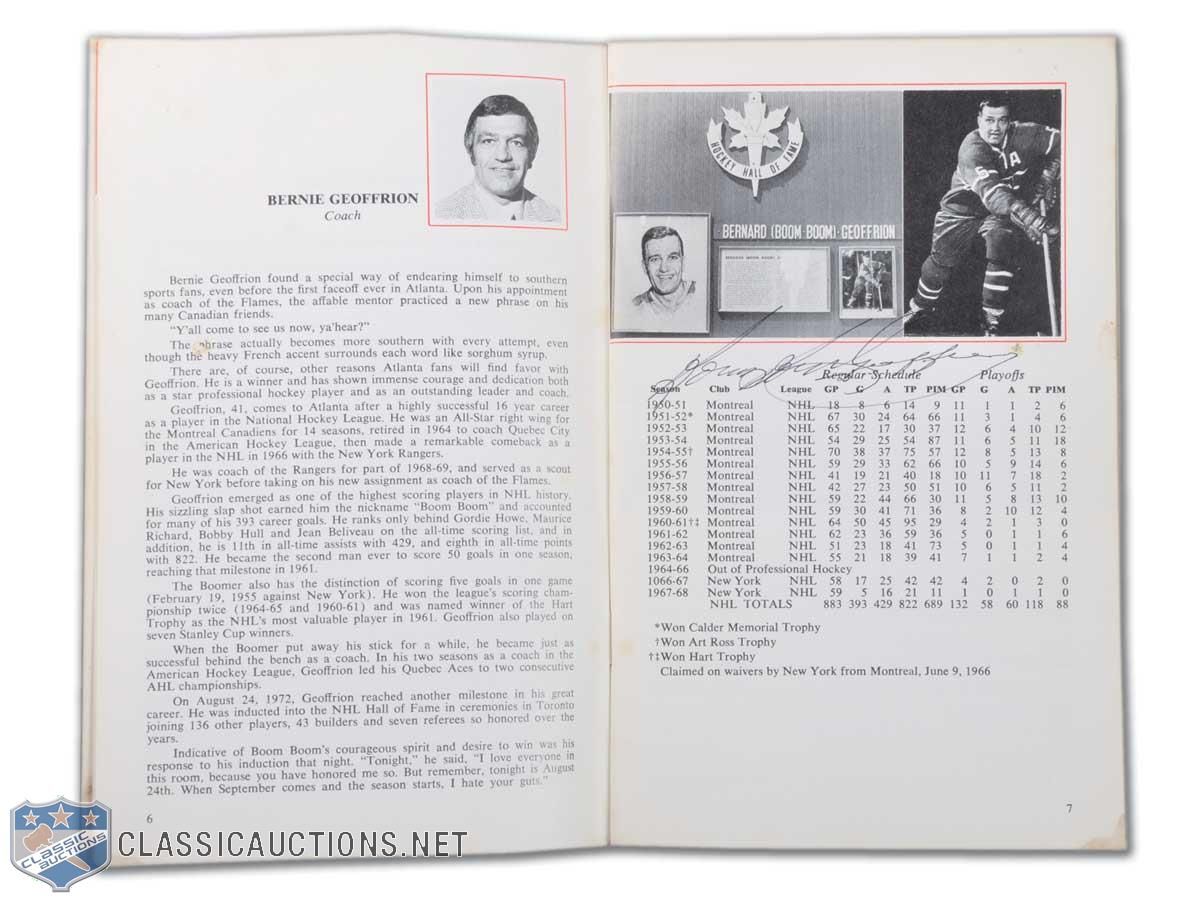 BERNIE GEOFFRION
Coach
Bernie Geoffrion found a special way of endearing himself to southern
sports fans, even before the first faceoff ever in Atlanta. Upon his appointment
as coach of the Flames, the affable mentor practiced a new phrase on his
many Canadian friends.
"Y'all come to see us now, ya'hear?"
The phrase actually becomes more southern with every attempt, even
though the heavy French accent surrounds each word like sorghum syrup.
There are, of course, other reasons Atlanta fans will find favor with
Geoffrion. He is a winner and has shown immense courage and dedication both
as a star professional hockey player and as an outstanding leader and coach.
Geoffrion, 41, comes to Atlanta after a highly successful 16 year career
as a player in the National Hockey League. He was an All-Star right wing for
the Montreal Canadiens for 14 seasons, retired in 1964 to coach Quebec City
in the American Hockey League, then made a remarkable comeback as a
player in the NHL in 1966 with the New York Rangers.
He was coach of the Rangers for part of 1968-69, and served as a scout
for New York before taking on his new assignment as coach of the Flames.
Geoffrion emerged as one of the highest scoring players in NHL history.
His sizzling slap shot earned him the nickname "Boom Boom" and accounted
for many of his 393 career goals. He ranks only behind Gordie Howe, Maurice
Richard, Bobby Hull and Jean Beliveau on the all-time scoring list, and in
addition, he is 11th in all-time assists with 429, and eighth in all-time points
with 822. He became the second man ever to score 50 goals in one season,
reaching that milestone in 1961.
The Boomer also has the distinction of scoring five goals in one game
(February 19, 1955 against New York). He won the league's scoring cham-
pionship twice (1964-65 and 1960-61) and was named winner of the Hart
Trophy as the NHL's most valuable player in 1961. Geoffrion also played on
seven Stanley Cup winners.
When the Boomer put away his stick for a while, he became just as
successful behind the bench as a coach. In his two seasons as a coach in the
American Hockey League, Geoffrion led his Quebec Aces to two consecutive
AHL championships.
On August 24, 1972, Geoffrion reached another milestone in his great
career. He was inducted into the NHL Hall of Fame in ceremonies in Toronto
joining 136 other players, 43 builders and seven referees so honored over the
years.
Indicative of Boom Boom's courageous spirit and desire to win was his
response to his induction that night. "Tonight," he said, "I love everyone in
this room, because you have honored me so. But remember, tonight is August
24th. When September comes and the season starts, I hate your guts."
6
HOCKEY HALL OF FAME
BERNARD (BOOM BOOM) GEOFFRION
A
5
Regular Schedule Playoffs
Season Club League GP G A TP PIM GP G A TP PIM
1950-51 Montreal NHL 18 8 6 14 9 11 1 1 2 6
1951-52* Montreal NHL 67 30 24 64 66 11 3 1 4 6
1952-53 Montreal NHL 65 22 17 30 37 12 6 4 10 12
1953-54 Montreal NHL 54 29 25 54 87 11 6 5 11 18
1954-55† Montreal NHL 70 38 37 75 57 12 8 5 13 8
1955-56 Montreal NHL 59 29 33 62 66 10 5 9 14 6
1956-57 Montreal NHL 41 19 21 40 18 10 11 7 18 2
1957-58 Montreal NHL 42 27 23 50 51 10 6 5 11 2
1958-59 Montreal NHL 59 22 44 66 30 11 5 8 13 10
1959-60 Montreal NHL 59 30 41 71 36 8 2 10 12 4
1960-61†‡ Montreal NHL 64 50 45 95 29 4 2 1 3 0
1961-62 Montreal NHL 62 23 36 59 36 5 0 1 1 6
1962-63 Montreal NHL 51 23 18 41 73 5 0 1 1 4
1963-64 Montreal NHL 55 21 18 39 41 7 1 1 2 4
1964-66 Out of Professional Hockey
1066-67 New York NHL 58 17 25 42 42 4 2 0 2 0
1967-68 New York NHL 59 5 16 21 11 1 0 1 1 0
NHL TOTALS 883 393 429 822 689 132 58 60 118 88
*Won Calder Memorial Trophy
†Won Art Ross Trophy
†‡Won Hart Trophy
Claimed on waivers by New York from Montreal, June 9, 1966
7
CLASSIC
AUCTIONS
CLASSICAUCTIONS.NET